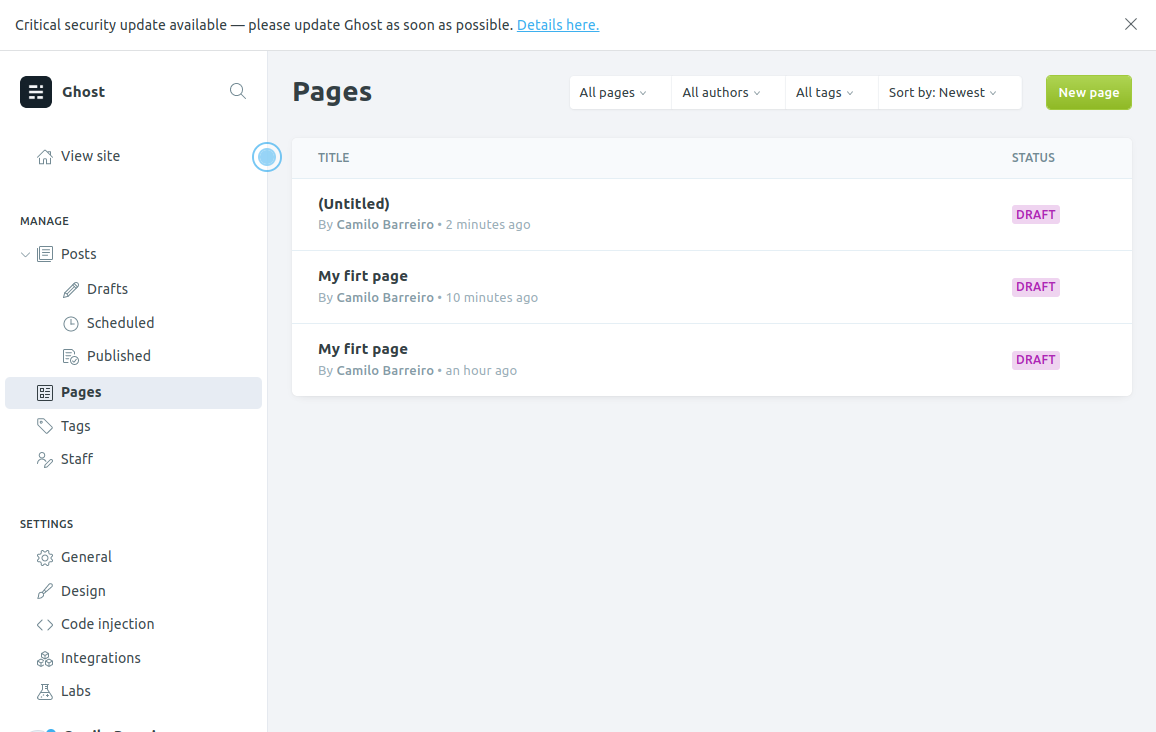 Critical security update available — please update Ghost as soon as possible. Details here.
Ghost
View site
MANAGE
Posts
Drafts
Scheduled
Published
Pages
Tags
Staff
SETTINGS
General
Design
Code injection
Integrations
Labs
Pages
All pages
All authors
All tags
Sort by: Newest
New page
TITLE
STATUS
(Untitled)
By Camilo Barreiro • 2 minutes ago
DRAFT
My firt page
By Camilo Barreiro • 10 minutes ago
DRAFT
My firt page
By Camilo Barreiro • an hour ago
DRAFT